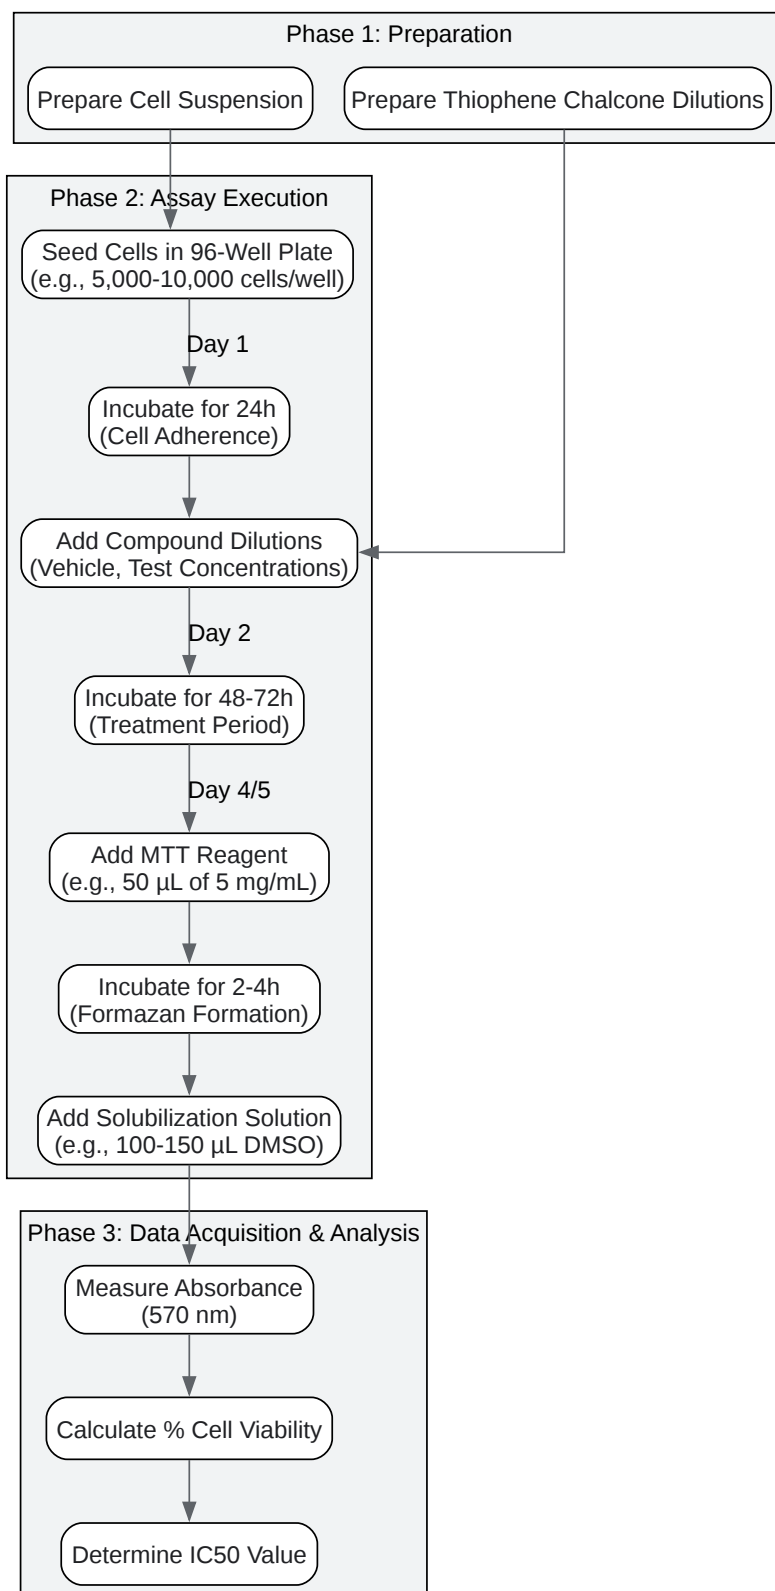 Phase 1: Preparation
Prepare Cell Suspension
Prepare Thiophene Chalcone Dilutions
Phase 2: Assay Execution
Seed Cells in 96-Well Plate
(e.g., 5,000-10,000 cells/well)
Day 1
Incubate for 24h
(Cell Adherence)
Add Compound Dilutions
(Vehicle, Test Concentrations)
Day 2
Incubate for 48-72h
(Treatment Period)
Day 4/5
Add MTT Reagent
(e.g., 50 µL of 5 mg/mL)
Incubate for 2-4h
(Formazan Formation)
Add Solubilization Solution
(e.g., 100-150 µL DMSO)
Phase 3: Data Acquisition & Analysis
Measure Absorbance
(570 nm)
Calculate % Cell Viability
Determine IC50 Value